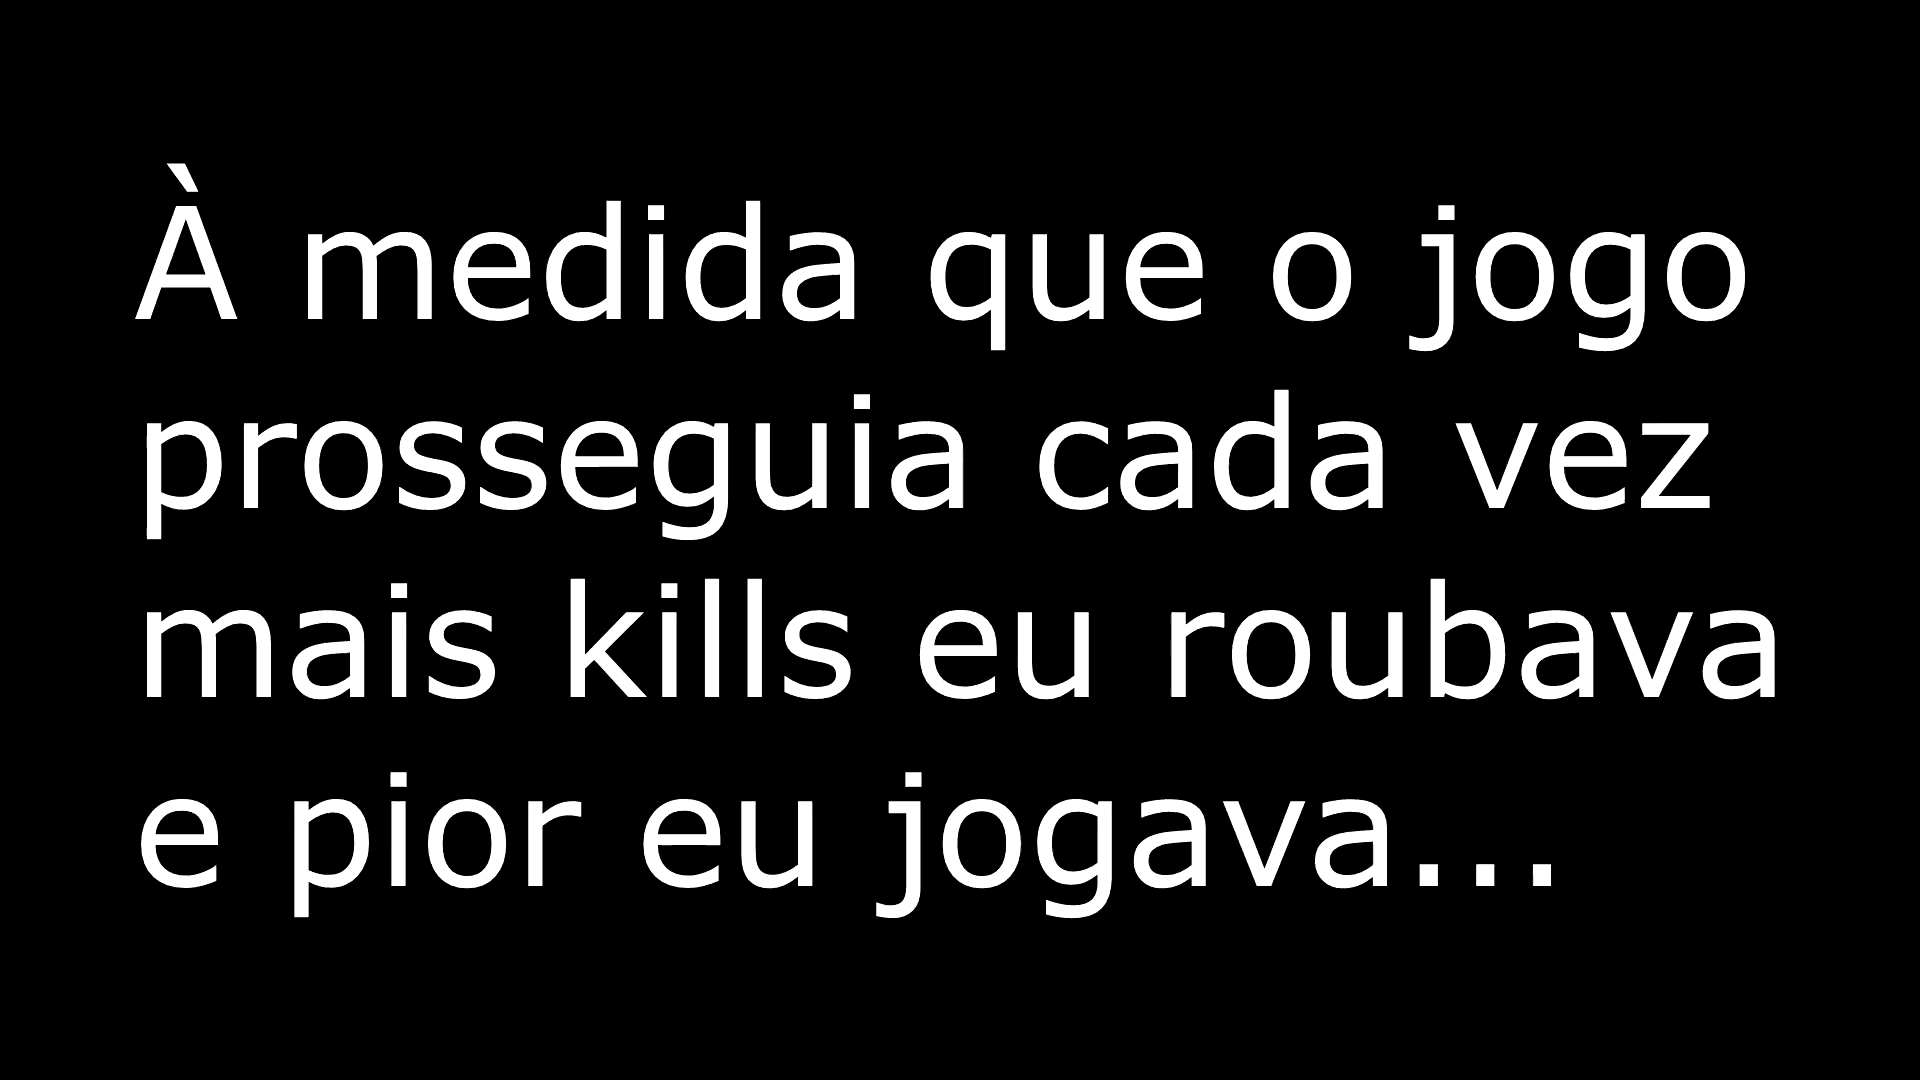 À medida que o jogo
prosseguia cada vez
mais kills eu roubava
e pior eu jogava...